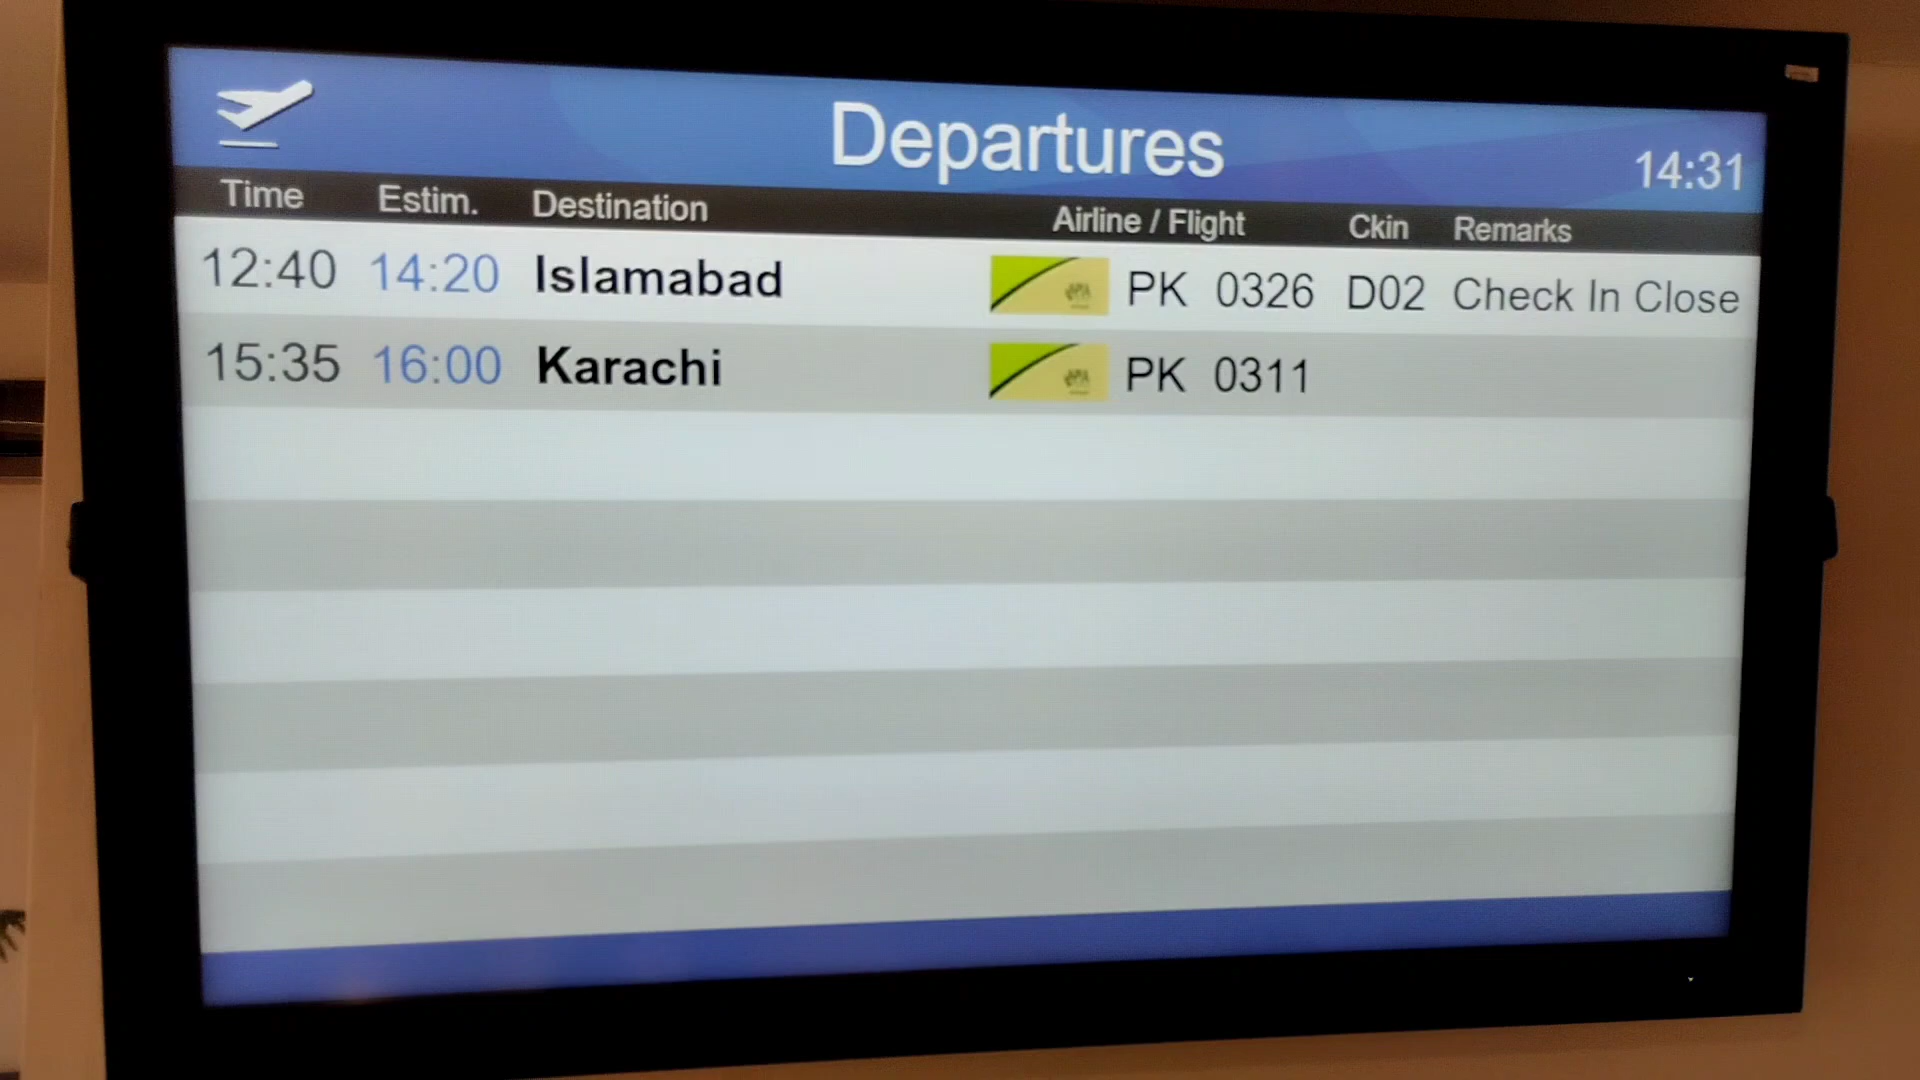 Departures
14:31
Time Estim. Destination Airline / Flight Ckin Remarks
12:40 14:20 Islamabad PK 0326 D02 Check In Close
15:35 16:00 Karachi PK 0311